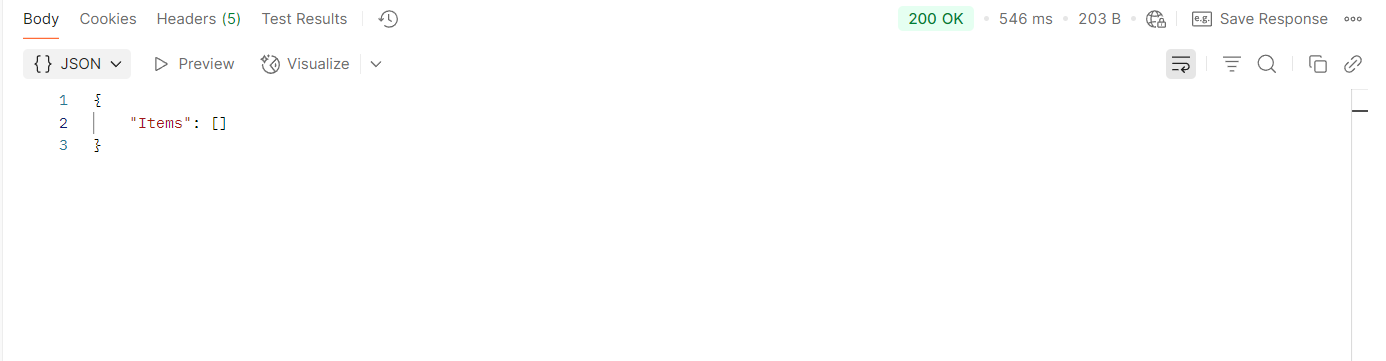 Body Cookies Headers (5) Test Results 200 OK 546 ms 203 B e.g. Save Response
{} JSON Preview Visualize
1 {
2 "Items": []
3 }